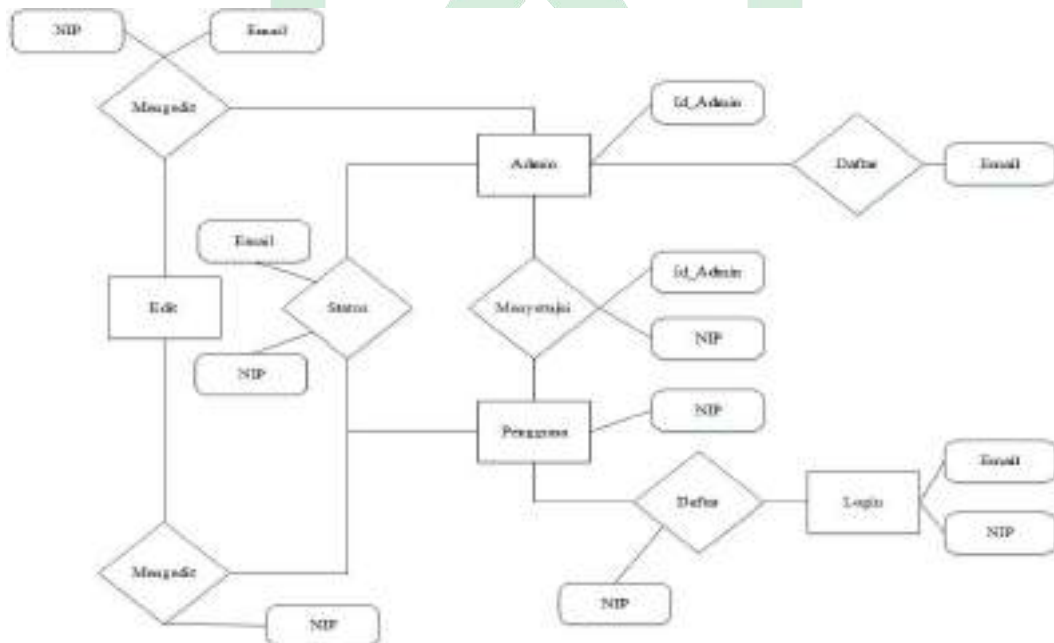 NIP
Email
Mengedit
Id_Admin
Admin
Daftar
Email
Email
Status
Id_Admin
Menyetujui
Edit
NIP
NIP
NIP
Pengguna
Email
Daftar
Login
NIP
Mengedit
NIP
NIP